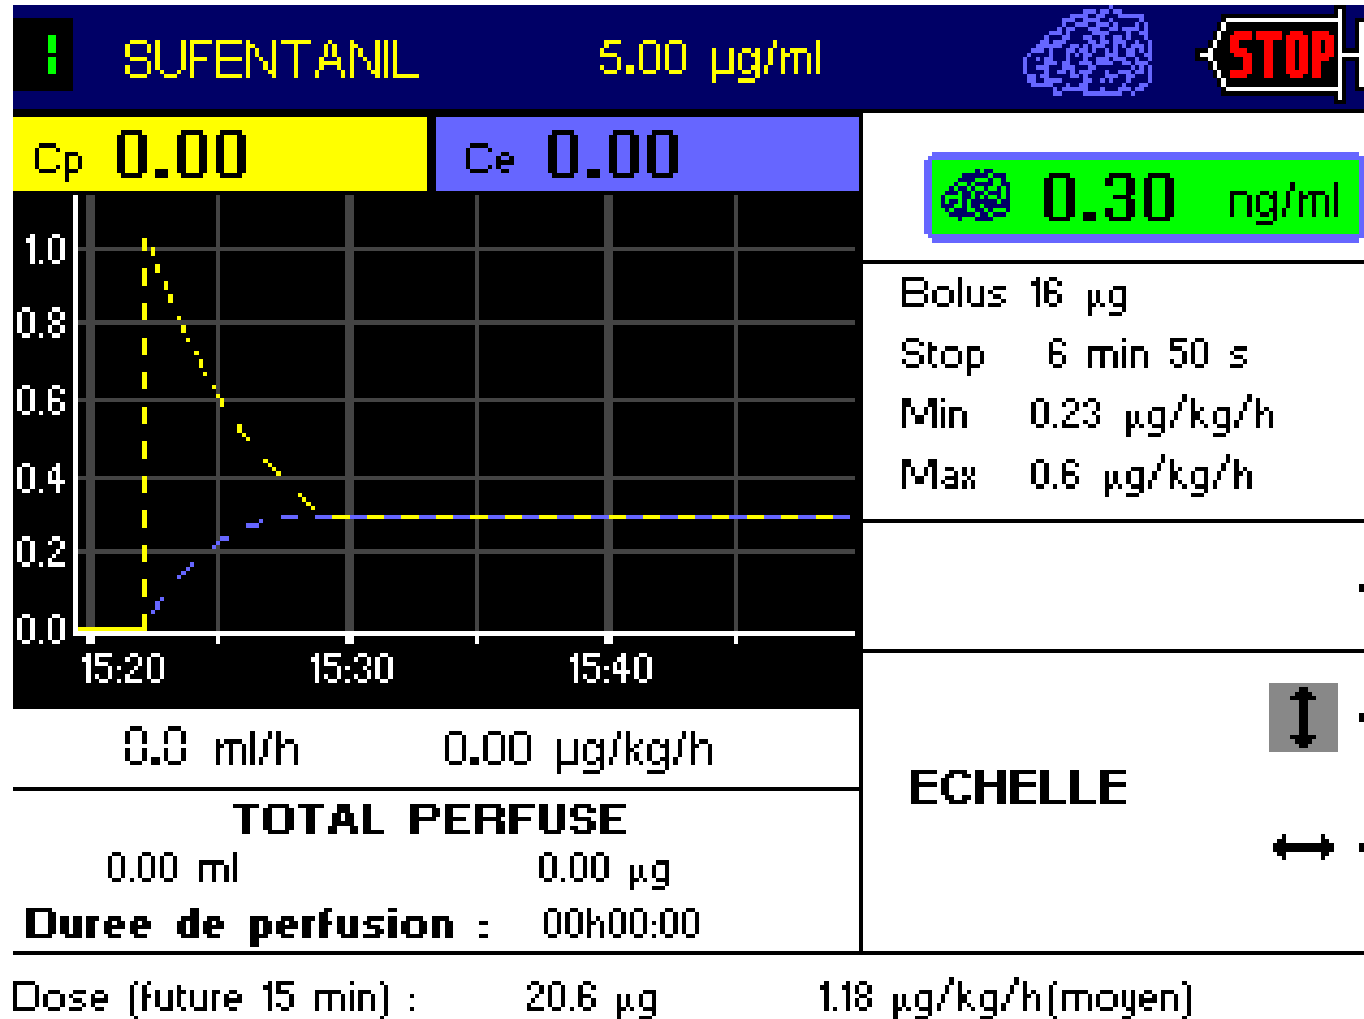 1 SUFENTANIL 5.00 µg/ml STOP
Cp 0.00 Ce 0.00
0.30 ng/ml
1.0
0.8
0.6
0.4
0.2
0.0
15:20 15:30 15:40
Bolus 16 µg
Stop 6 min 50 s
Min 0.23 µg/kg/h
Max 0.6 µg/kg/h
0.0 ml/h 0.00 µg/kg/h
TOTAL PERFUSE
0.00 ml 0.00 µg
Duree de perfusion : 00h00:00
ECHELLE
Dose (future 15 min) : 20.6 µg 1.18 µg/kg/h(moyen)